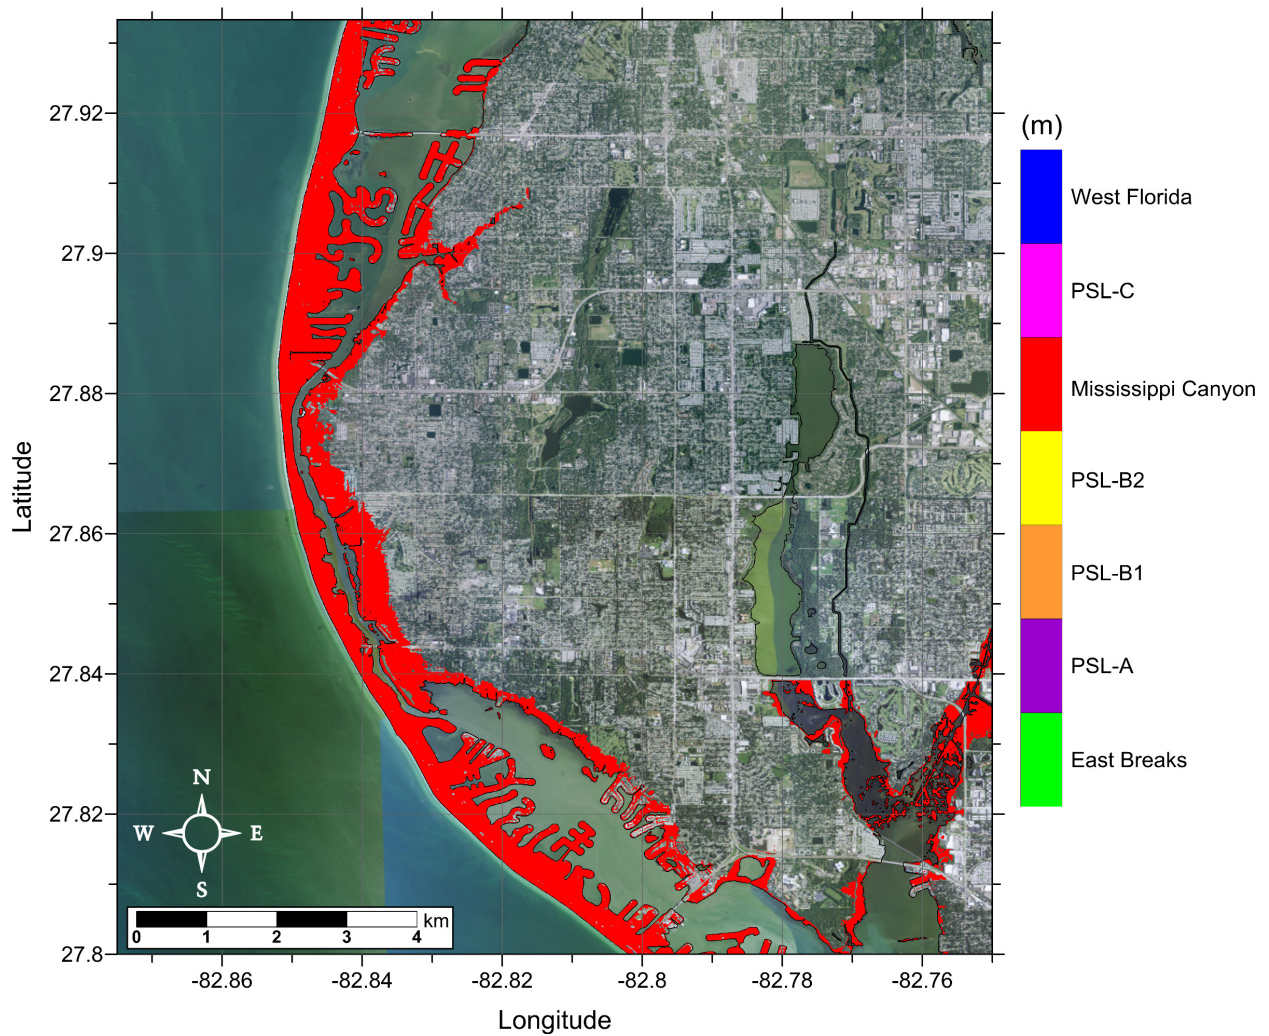 27.92
27.9
27.88
27.86
27.84
27.82
27.8
Latitude
-82.86
-82.84
-82.82
-82.8
-82.78
-82.76
Longitude
N
W
E
S
km
0
1
2
3
4
(m)
West Florida
PSL-C
Mississippi Canyon
PSL-B2
PSL-B1
PSL-A
East Breaks